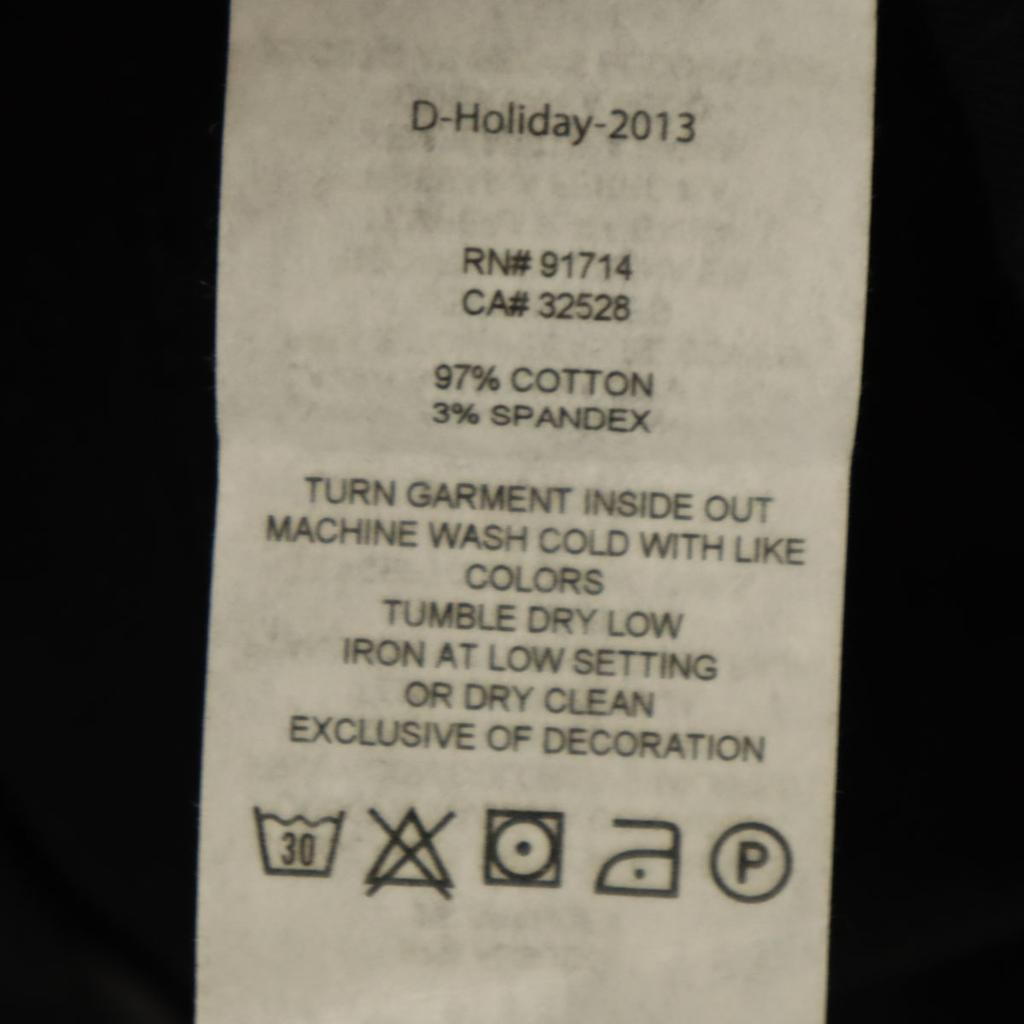 D-Holiday-2013
RN# 91714
CA# 32528
97% COTTON
3% SPANDEX
TURN GARMENT INSIDE OUT
MACHINE WASH COLD WITH LIKE
COLORS
TUMBLE DRY LOW
IRON AT LOW SETTING
OR DRY CLEAN
EXCLUSIVE OF DECORATION
30 P